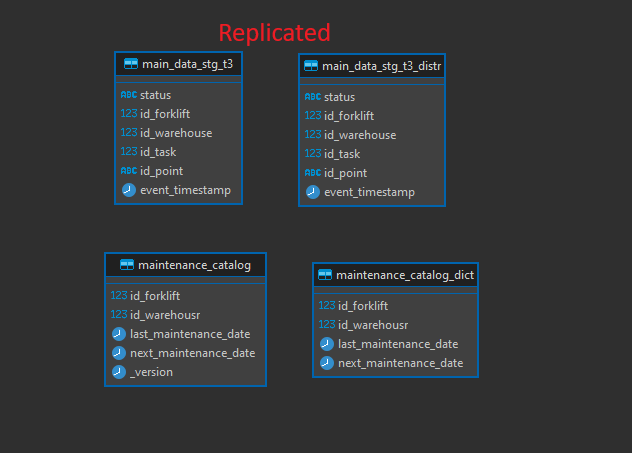 Replicated
main_data_stg_t3
ABC status
123 id_forklift
123 id_warehouse
123 id_task
ABC id_point
event_timestamp
main_data_stg_t3_distr
ABC status
123 id_forklift
123 id_warehouse
123 id_task
ABC id_point
event_timestamp
maintenance_catalog
123 id_forklift
123 id_warehousr
last_maintenance_date
next_maintenance_date
_version
maintenance_catalog_dict
123 id_forklift
123 id_warehousr
last_maintenance_date
next_maintenance_date